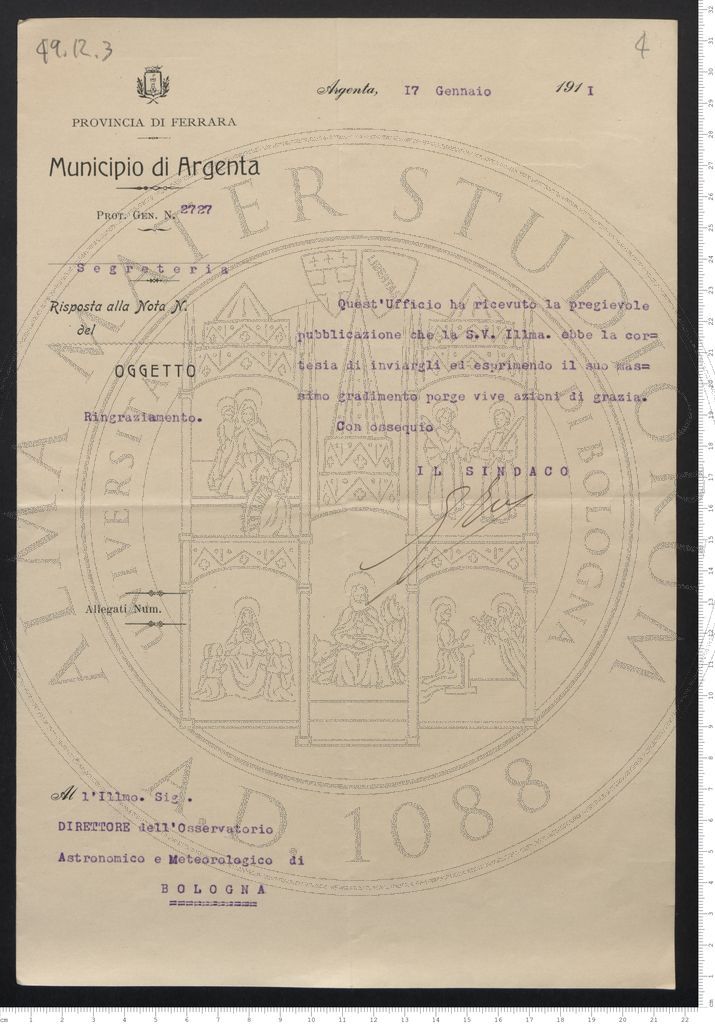 49.12.3
4
Argenta, 17 Gennaio 1911
PROVINCIA DI FERRARA
Municipio di Argenta
PROT. GEN. N. 2727
Segreteria
Risposta alla Nota N.
del
OGGETTO
Ringraziamento.
Quest'Ufficio ha ricevuto la pregievole
pubblicazione che la S.V. Illma. ebbe la cor=
tesia di inviargli ed esprimendo il suo mas=
simo gradimento porge vive azioni di grazia.
Con ossequio
IL SINDACO
Allegati Num.
Al l'Illmo. Sig.
DIRETTORE dell'Osservatorio
Astronomico e Meteorologico di
BOLOGNA
ALMA MATER STUDIORUM
UNIVERSITÀ DI BOLOGNA
A.D. 1088